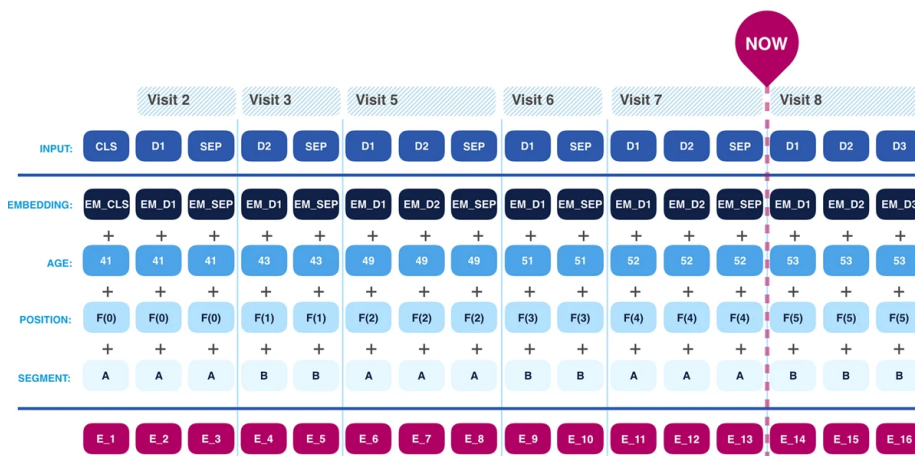 NOW
Visit 2 Visit 3 Visit 5 Visit 6 Visit 7 Visit 8
INPUT: CLS D1 SEP D2 SEP D1 D2 SEP D1 SEP D1 D2 SEP D1 D2 D3
EMBEDDING: EM_CLS EM_D1 EM_SEP EM_D1 EM_SEP EM_D1 EM_D2 EM_SEP EM_D1 EM_SEP EM_D1 EM_D2 EM_SEP EM_D1 EM_D2 EM_D3
+ + + + + + + + + + + + + + + +
AGE: 41 41 41 43 43 49 49 49 51 51 52 52 52 53 53 53
+ + + + + + + + + + + + + + + +
POSITION: F(0) F(0) F(0) F(1) F(1) F(2) F(2) F(2) F(3) F(3) F(4) F(4) F(4) F(5) F(5) F(5)
+ + + + + + + + + + + + + + + +
SEGMENT: A A A B B A A A B B A A A B B B
E_1 E_2 E_3 E_4 E_5 E_6 E_7 E_8 E_9 E_10 E_11 E_12 E_13 E_14 E_15 E_16